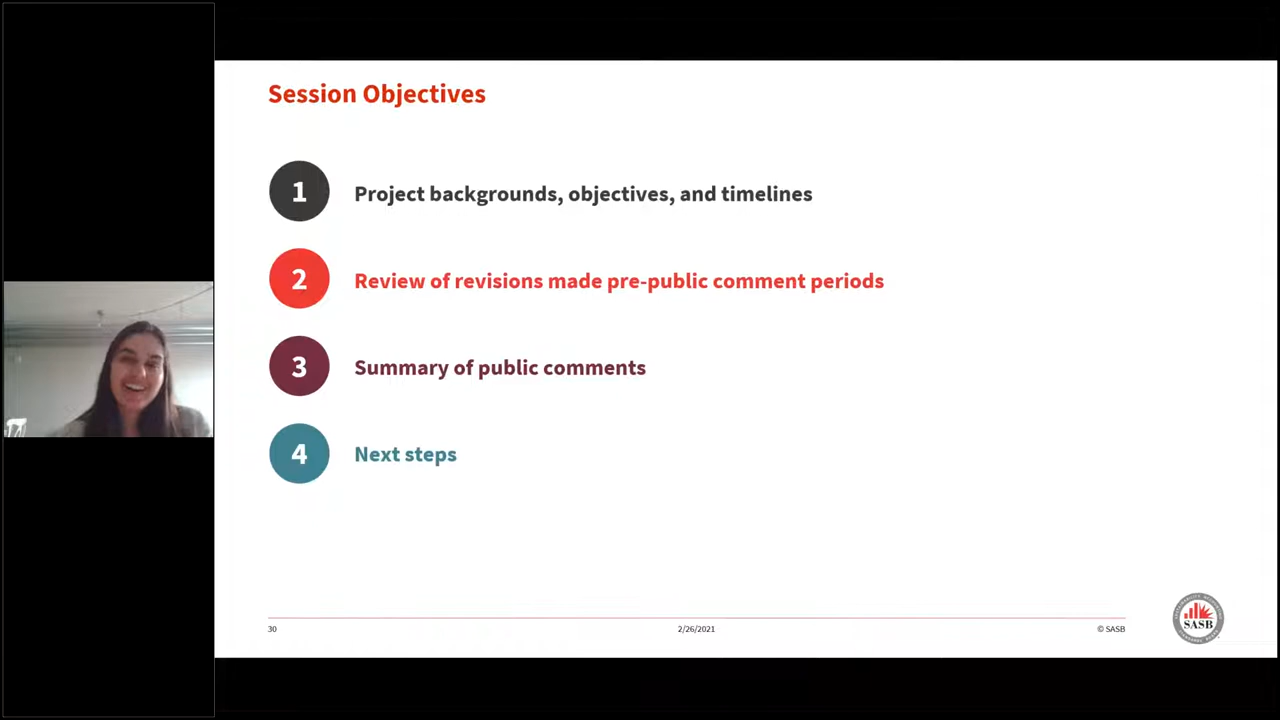 Session Objectives
1
Project backgrounds, objectives, and timelines
2
Review of revisions made pre-public comment periods
3
Summary of public comments
4
Next steps
30
2/26/2021
© SASB
SASB